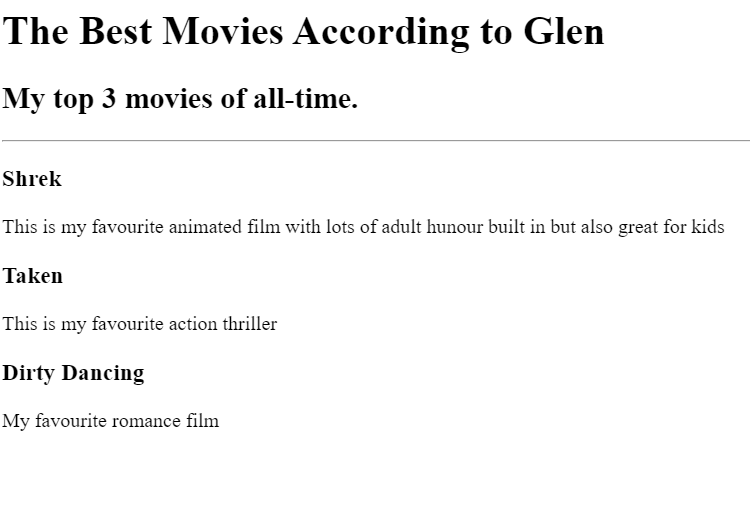 The Best Movies According to Glen
My top 3 movies of all-time.
Shrek
This is my favourite animated film with lots of adult hunour built in but also great for kids
Taken
This is my favourite action thriller
Dirty Dancing
My favourite romance film